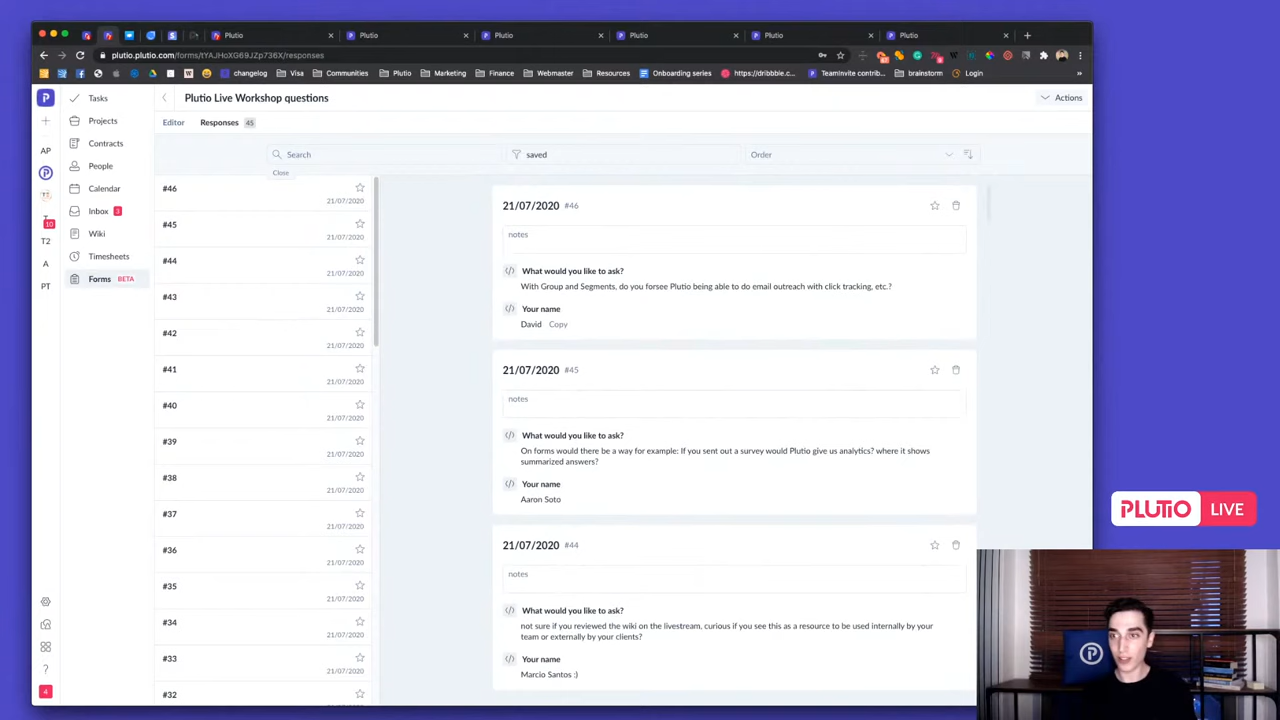 Plutio
Plutio
Plutio
Plutio
Plutio
Plutio
plutio.plutio.com/forms/tYAJHoXG69JZp736X/responses
changelog
Visa
Communities
Plutio
Marketing
Finance
Webmaster
Resources
Onboarding series
https://dribbble.c...
TeamInvite contrib...
brainstorm
Login
»
P
Tasks
Projects
Contracts
People
Calendar
Inbox 3
Wiki
Timesheets
Forms BETA
AP
10
T2
A
PT
?
4
Plutio Live Workshop questions
Actions
Editor
Responses 45
Search
saved
Order
Close
#46
21/07/2020
#45
21/07/2020
#44
21/07/2020
#43
21/07/2020
#42
21/07/2020
#41
21/07/2020
#40
21/07/2020
#39
21/07/2020
#38
21/07/2020
#37
21/07/2020
#36
21/07/2020
#35
21/07/2020
#34
21/07/2020
#33
21/07/2020
#32
21/07/2020 #46
notes
What would you like to ask?
With Group and Segments, do you forsee Plutio being able to do email outreach with click tracking, etc.?
Your name
David Copy
21/07/2020 #45
notes
What would you like to ask?
On forms would there be a way for example: If you sent out a survey would Plutio give us analytics? where it shows
summarized answers?
Your name
Aaron Soto
21/07/2020 #44
notes
What would you like to ask?
not sure if you reviewed the wiki on the livestream, curious if you see this as a resource to be used internally by your
team or externally by your clients?
Your name
Marcio Santos :)
PLUTIO LIVE